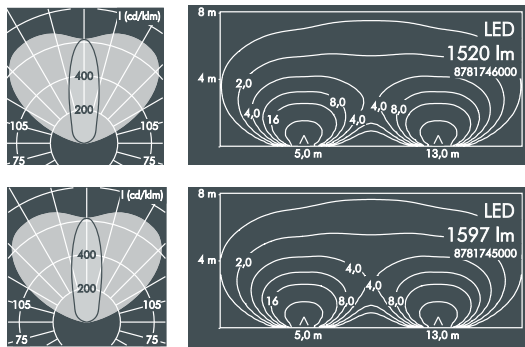 I (cd/klm)
400
200
105
105
75
75
8 m
LED
1520 lm
8781746000
4 m
2,0
4,0
16
8,0
4,0
4,0
8,0
5,0 m
13,0 m
I (cd/klm)
400
200
105
105
75
75
8 m
LED
1597 lm
8781745000
4 m
2,0
4,0
4,0
16
8,0
8,0
5,0 m
13,0 m